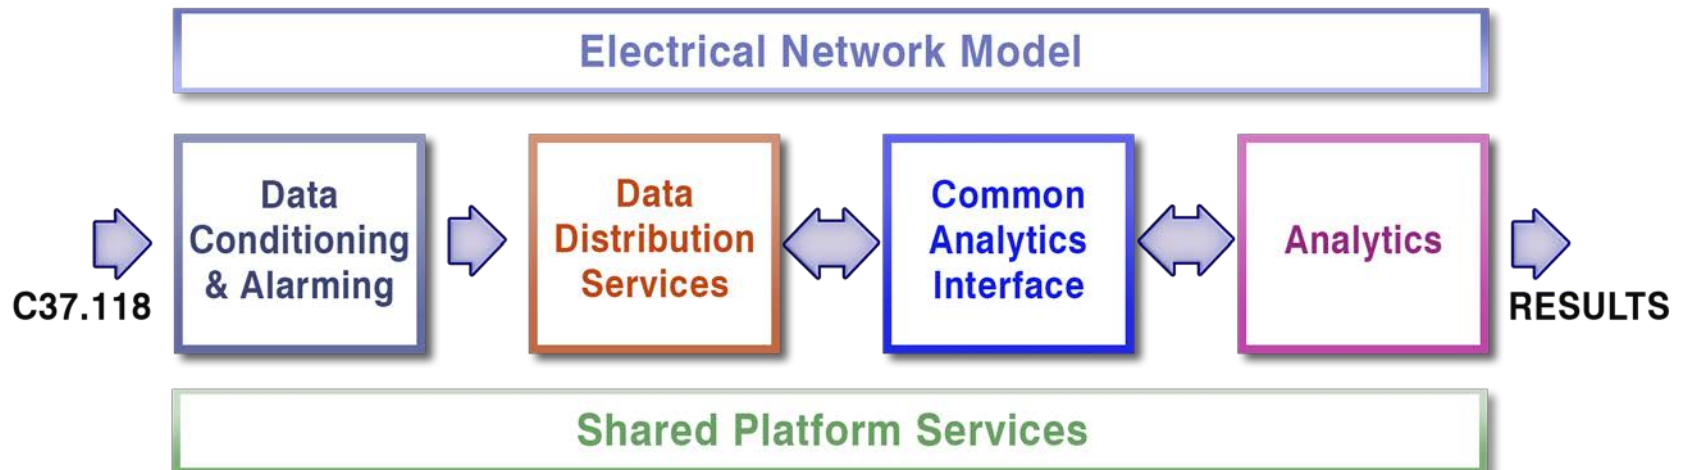 Electrical Network Model
Data
Conditioning
& Alarming
Data
Distribution
Services
Common
Analytics
Interface
Analytics
C37.118
RESULTS
Shared Platform Services